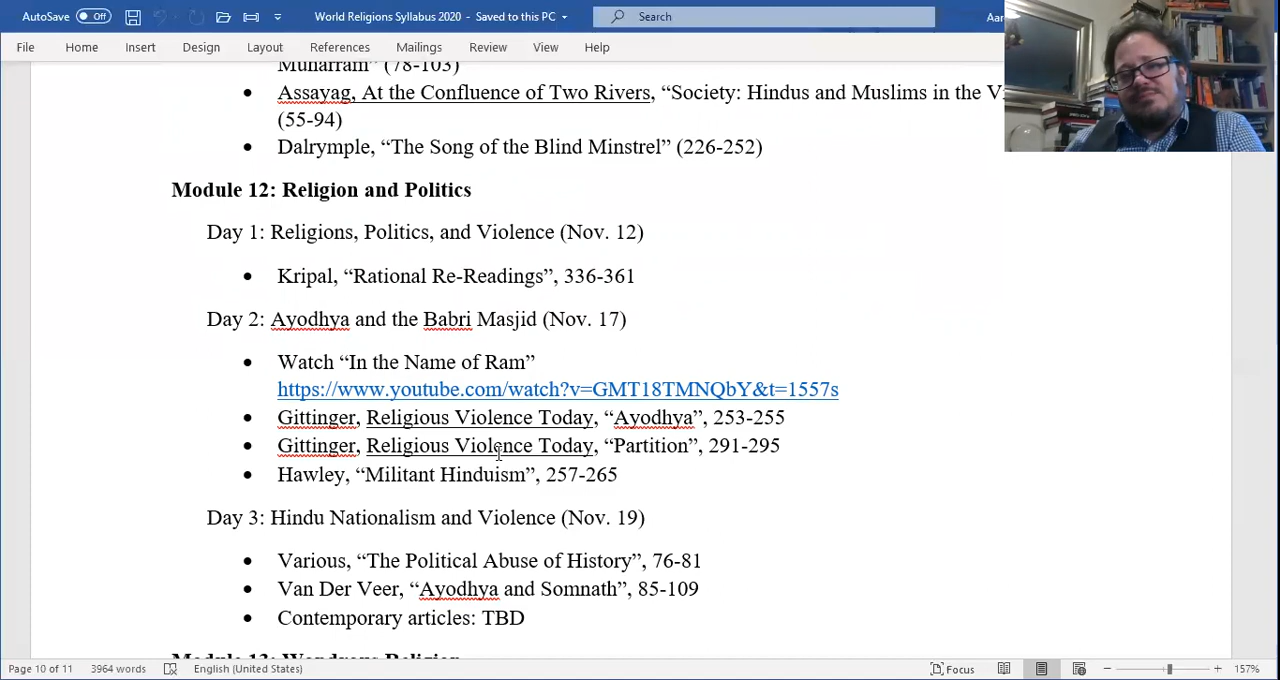 AutoSave Off World Religions Syllabus 2020 - Saved to this PC Search
File Home Insert Design Layout References Mailings Review View Help
Muharram” (78-103)
Assayag, At the Confluence of Two Rivers, “Society: Hindus and Muslims in the
(55-94)
Dalrymple, “The Song of the Blind Minstrel” (226-252)
Module 12: Religion and Politics
Day 1: Religions, Politics, and Violence (Nov. 12)
Kripal, “Rational Re-Readings”, 336-361
Day 2: Ayodhya and the Babri Masjid (Nov. 17)
Watch “In the Name of Ram”
https://www.youtube.com/watch?v=GMT18TMNQbY&t=1557s
Gittinger, Religious Violence Today, “Ayodhya”, 253-255
Gittinger, Religious Violence Today, “Partition”, 291-295
Hawley, “Militant Hinduism”, 257-265
Day 3: Hindu Nationalism and Violence (Nov. 19)
Various, “The Political Abuse of History”, 76-81
Van Der Veer, “Ayodhya and Somnath”, 85-109
Contemporary articles: TBD
Module 13: Wondrous Religion
Page 10 of 11 3964 words English (United States) Focus 157%